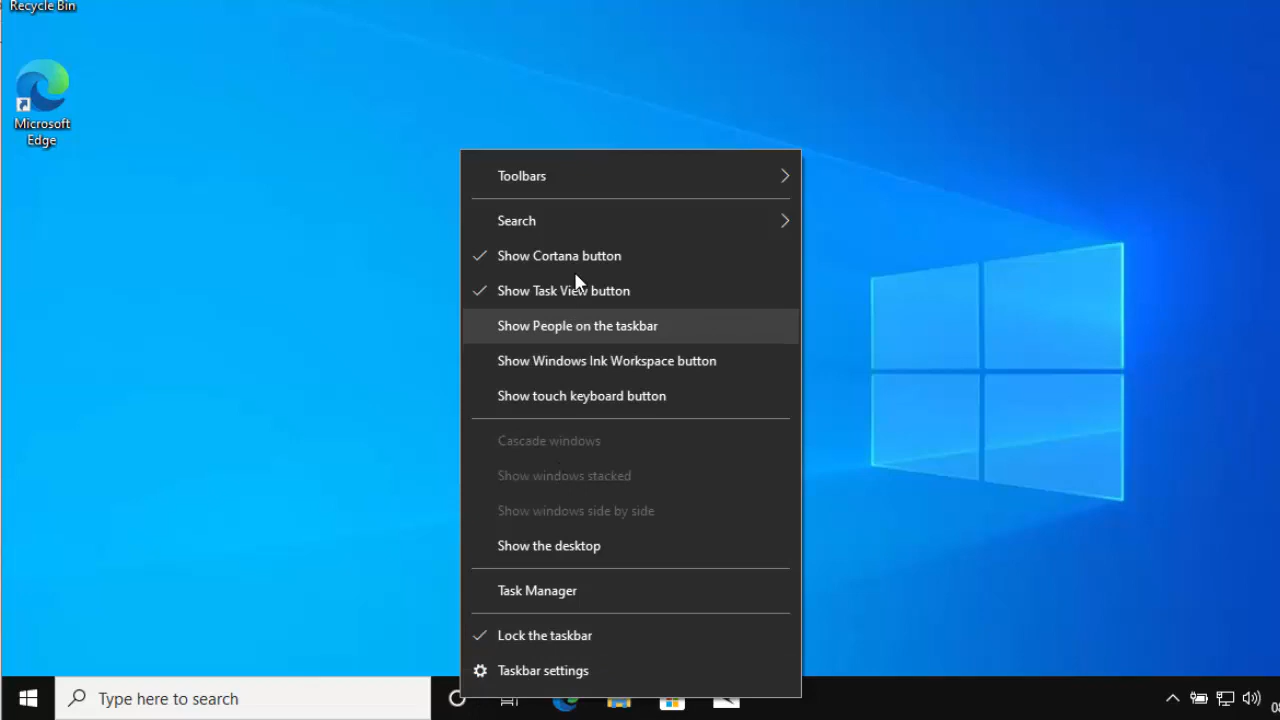 Recycle Bin
Microsoft
Edge
Toolbars
Search
Show Cortana button
Show Task View button
Show People on the taskbar
Show Windows Ink Workspace button
Show touch keyboard button
Cascade windows
Show windows stacked
Show windows side by side
Show the desktop
Task Manager
Lock the taskbar
Taskbar settings
Type here to search